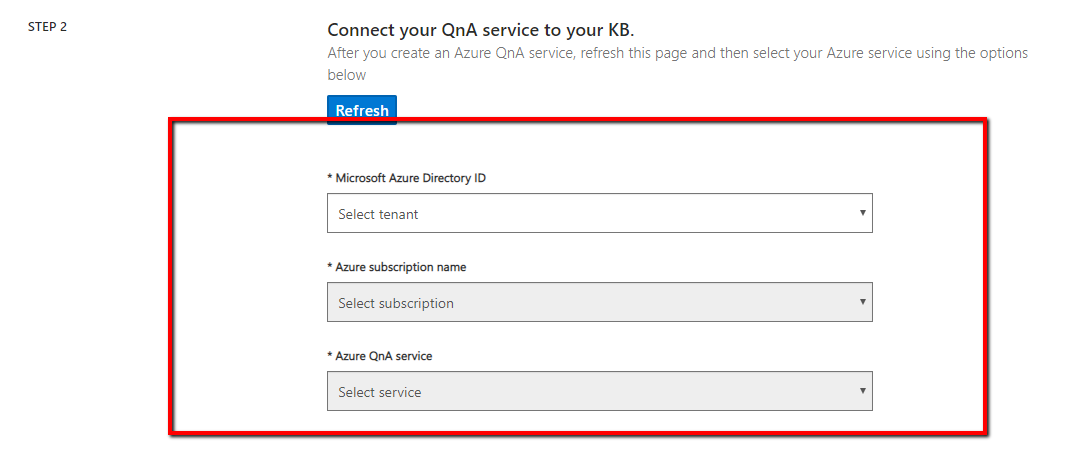 STEP 2
Connect your QnA service to your KB.
After you create an Azure QnA service, refresh this page and then select your Azure service using the options
below
Refresh
* Microsoft Azure Directory ID
Select tenant
* Azure subscription name
Select subscription
* Azure QnA service
Select service